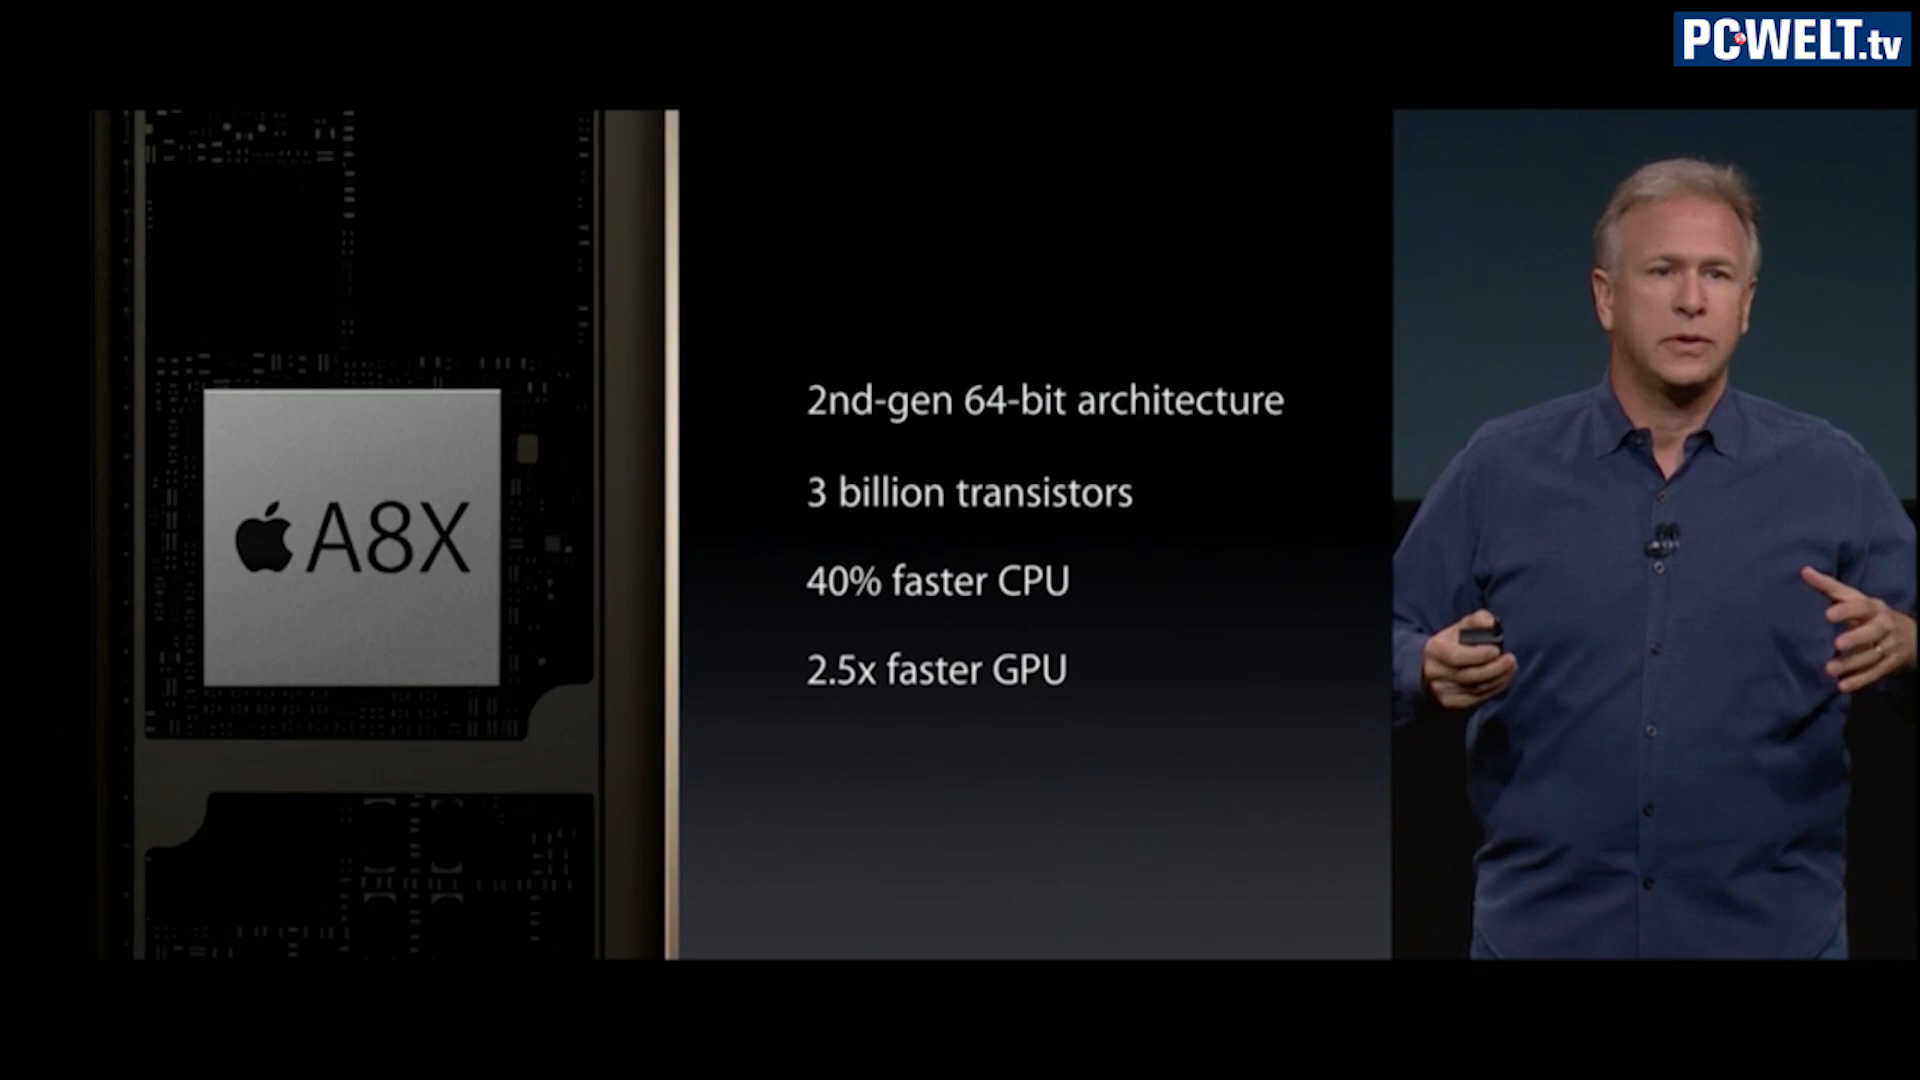 PCWELT.tv
A8X
2nd-gen 64-bit architecture
3 billion transistors
40% faster CPU
2.5x faster GPU